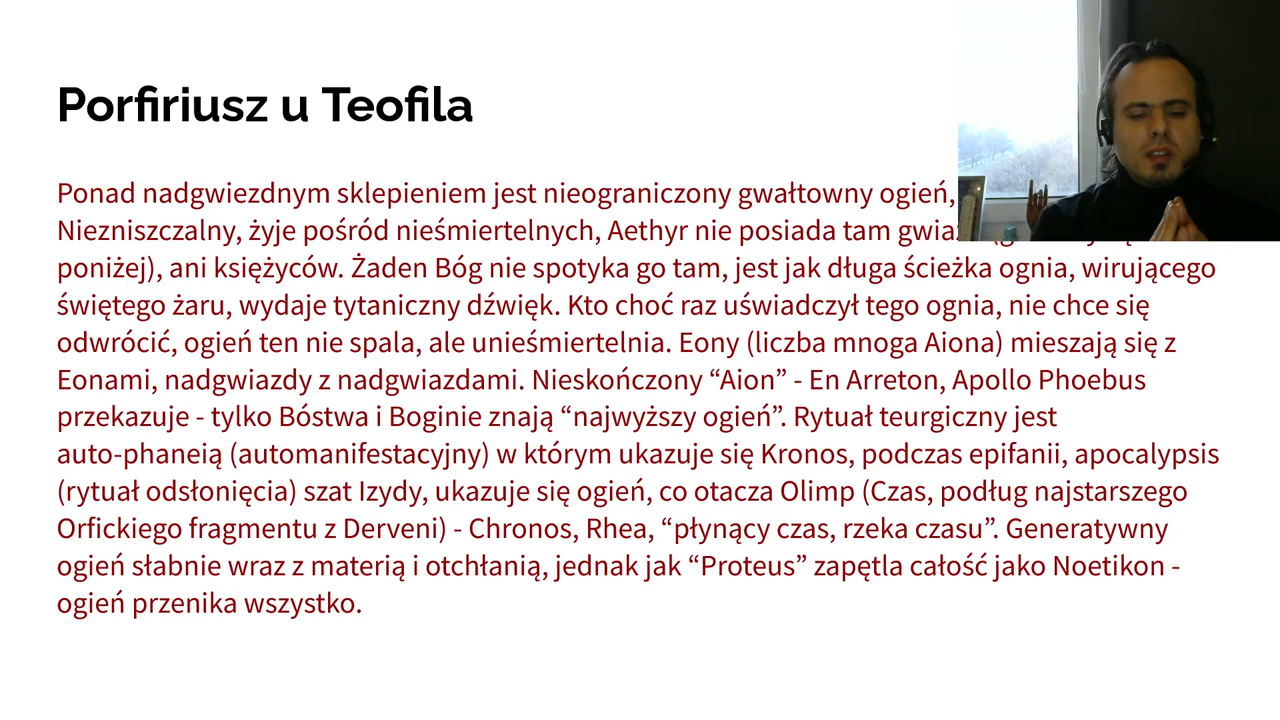 Porfiriusz u Teofila
Ponad nadgwiezdnym sklepieniem jest nieograniczony gwałtowny ogień,
Niezniszczalny, żyje pośród nieśmiertelnych, Aethyr nie posiada tam
poniżej), ani księżyców. Żaden Bóg nie spotyka go tam, jest jak długa ścieżka ognia, wirującego
świętego żaru, wydaje tytaniczny dźwięk. Kto choć raz uświadczył tego ognia, nie chce się
odwrócić, ogień ten nie spala, ale unieśmiertelnia. Eony (liczba mnoga Aiona) mieszają się z
Eonami, nadgwiazdy z nadgwiazdami. Nieskończony “Aion” - En Arreton, Apollo Phoebus
przekazuje - tylko Bóstwa i Boginie znają “najwyższy ogień”. Rytuał teurgiczny jest
auto-phaneią (automanifestacyjny) w którym ukazuje się Kronos, podczas epifanii, apocalypsis
(rytuał odsłonięcia) szat Izydy, ukazuje się ogień, co otacza Olimp (Czas, podług najstarszego
Orfickiego fragmentu z Derveni) - Chronos, Rhea, “płynący czas, rzeka czasu”. Generatywny
ogień słabnie wraz z materią i otchłanią, jednak jak “Proteus” zapętla całość jako Noetikon -
ogień przenika wszystko.